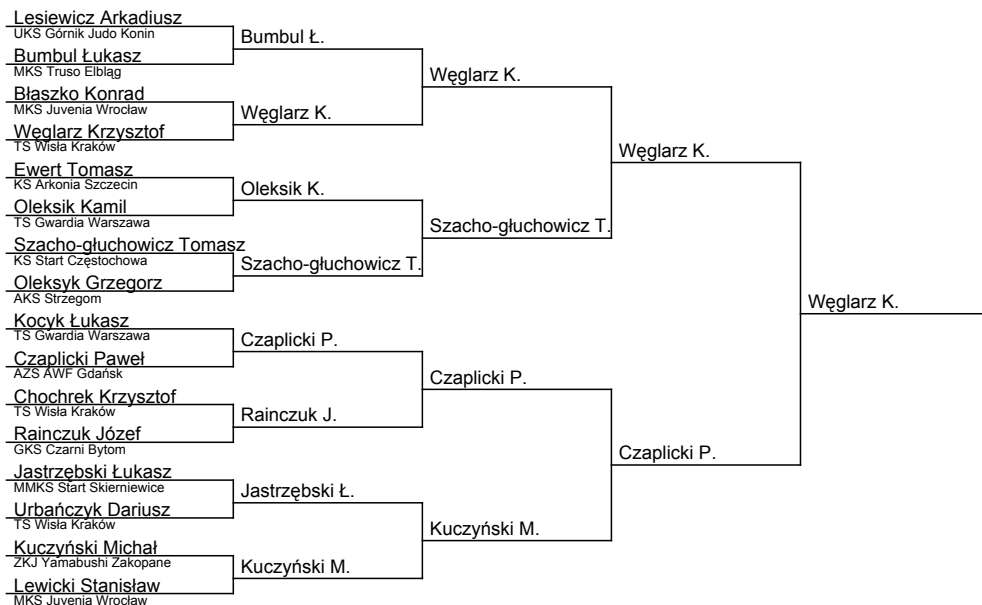 Lesiewicz Arkadiusz
UKS Górnik Judo Konin
Bumbul Łukasz
MKS Truso Elbląg
Błaszko Konrad
MKS Juvenia Wrocław
Węglarz Krzysztof
TS Wisła Kraków
Ewert Tomasz
KS Arkonia Szczecin
Oleksik Kamil
TS Gwardia Warszawa
Szacho-głuchowicz Tomasz
KS Start Częstochowa
Oleksyk Grzegorz
AKS Strzegom
Kocyk Łukasz
TS Gwardia Warszawa
Czaplicki Paweł
AZS AWF Gdańsk
Chochrek Krzysztof
TS Wisła Kraków
Rainczuk Józef
GKS Czarni Bytom
Jastrzębski Łukasz
MMKS Start Skierniewice
Urbańczyk Dariusz
TS Wisła Kraków
Kuczyński Michał
ZKJ Yamabushi Zakopane
Lewicki Stanisław
MKS Juvenia Wrocław
Bumbul Ł.
Węglarz K.
Oleksik K.
Szacho-głuchowicz T.
Czaplicki P.
Rainczuk J.
Jastrzębski Ł.
Kuczyński M.
Węglarz K.
Szacho-głuchowicz T.
Czaplicki P.
Kuczyński M.
Węglarz K.
Czaplicki P.
Węglarz K.